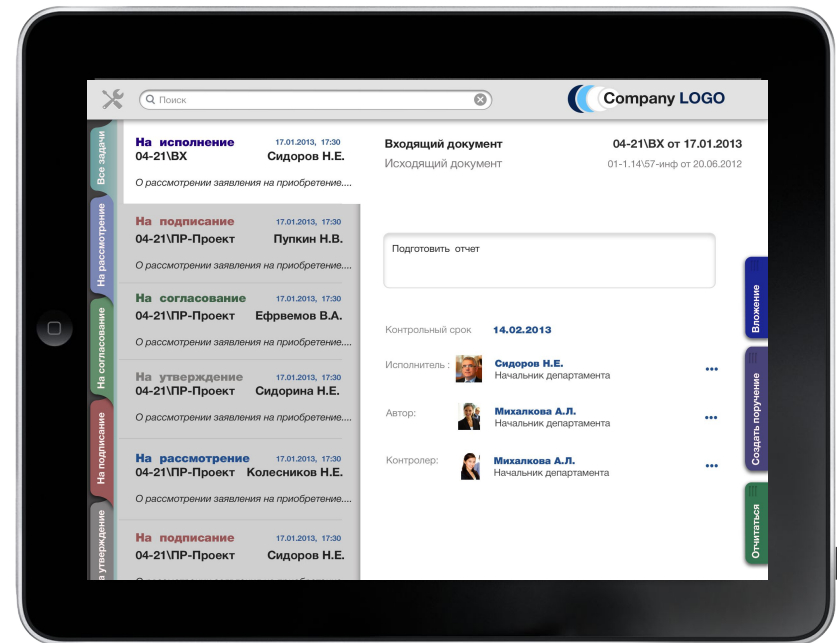 Поиск
Company LOGO
Все задачи
На рассмотрение
На согласование
На подписание
утверждение
На исполнение 17.01.2013, 17:30
04-21\ВХ Сидоров Н.Е.
О рассмотрении заявления на приобретение....
На подписание 17.01.2013, 17:30
04-21\ПР-Проект Пупкин Н.В.
О рассмотрении заявления на приобретение....
На согласование 17.01.2013, 17:30
04-21\ПР-Проект Ефрвемов В.А.
О рассмотрении заявления на приобретение....
На утверждение 17.01.2013, 17:30
04-21\ПР-Проект Сидорина Н.Е.
О рассмотрении заявления на приобретение....
На рассмотрение 17.01.2013, 17:30
04-21\ПР-Проект Колесников Н.Е.
О рассмотрении заявления на приобретение....
На подписание 17.01.2013, 17:30
04-21\ПР-Проект Сидоров Н.Е.
Входящий документ 04-21\ВХ от 17.01.2013
Исходящий документ 01-1.14\57-инф от 20.06.2012
Подготовить отчет
Контрольный срок 14.02.2013
Исполнитель : Сидоров Н.Е.
Начальник департамента
Автор: Михалкова А.Л.
Начальник департамента
Контролер: Михалкова А.Л.
Начальник департамента
Вложение
Создать поручение
Отчитаться